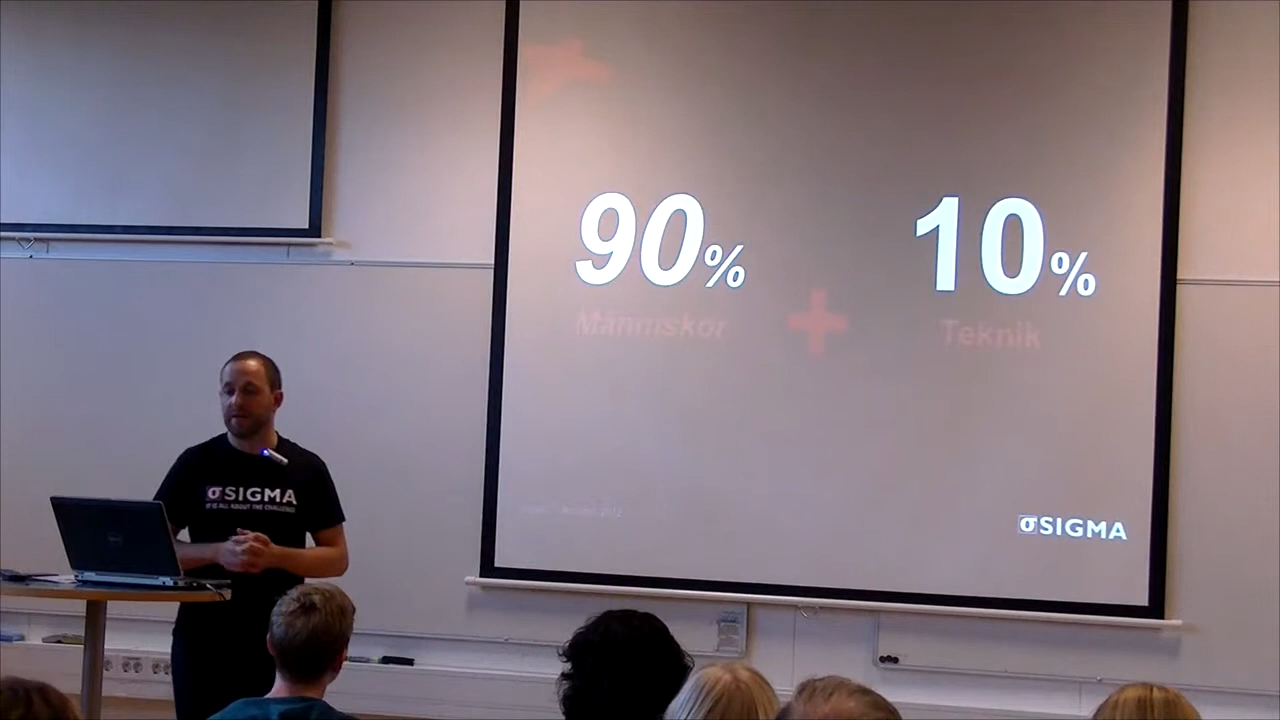 90%
10%
Människor
+
Teknik
σSIGMA
σSIGMA
IT IS ALL ABOUT THE CHALLENGE